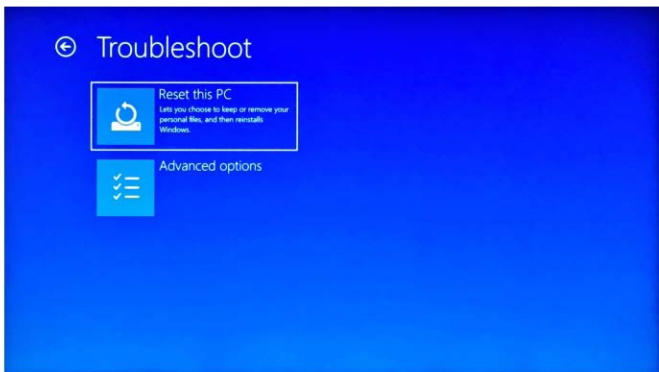 Troubleshoot
Reset this PC
Lets you choose to keep or remove your
personal files, and then reinstalls
Windows.
Advanced options